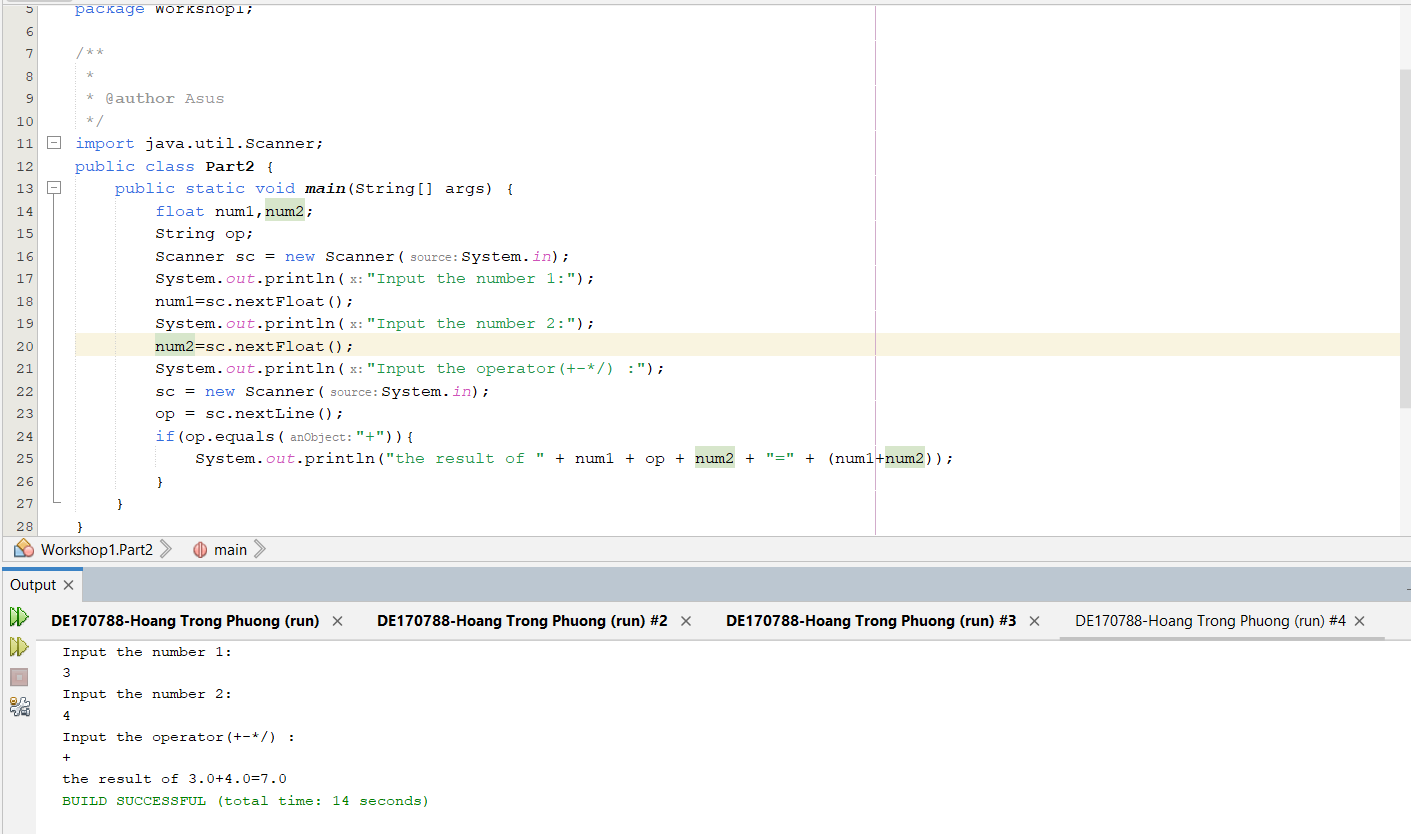 5 package Workshop1;
6
7 /**
8 *
9 * @author Asus
10 */
11 import java.util.Scanner;
12 public class Part2 {
13 public static void main(String[] args) {
14 float num1,num2;
15 String op;
16 Scanner sc = new Scanner( source: System.in);
17 System.out.println( x: "Input the number 1:");
18 num1=sc.nextFloat();
19 System.out.println( x: "Input the number 2:");
20 num2=sc.nextFloat();
21 System.out.println( x: "Input the operator(+-*/) :");
22 sc = new Scanner( source: System.in);
23 op = sc.nextLine();
24 if(op.equals( anObject: "+")){
25 System.out.println("the result of " + num1 + op + num2 + "=" + (num1+num2));
26 }
27 }
28 }
Workshop1.Part2 main
Output
DE170788-Hoang Trong Phuong (run) DE170788-Hoang Trong Phuong (run) #2 DE170788-Hoang Trong Phuong (run) #3 DE170788-Hoang Trong Phuong (run) #4
Input the number 1:
3
Input the number 2:
4
Input the operator(+-*/) :
+
the result of 3.0+4.0=7.0
BUILD SUCCESSFUL (total time: 14 seconds)